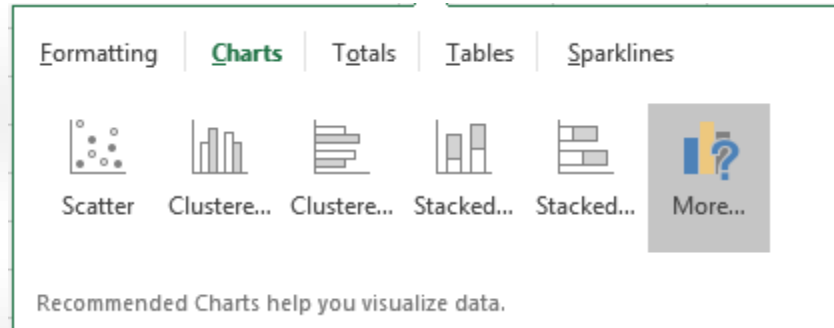 Formatting Charts Totals Tables Sparklines
Scatter Clustere... Clustere... Stacked... Stacked... More...
Recommended Charts help you visualize data.